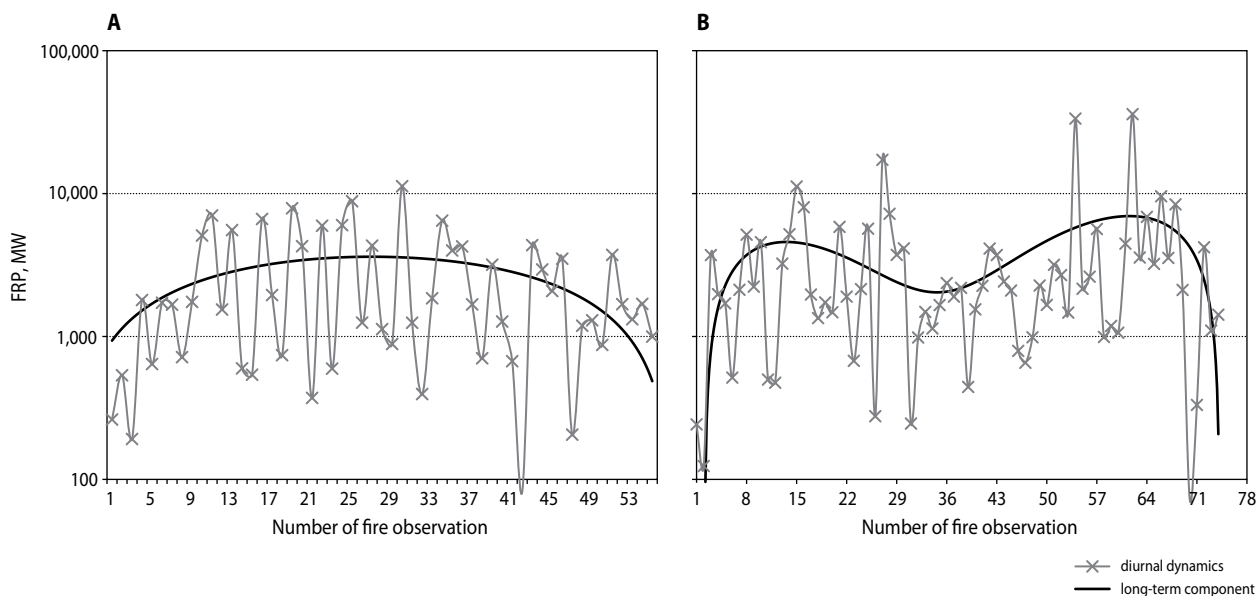 A
B
100,000
10,000
1,000
100
FRP, MW
1 5 9 13 17 21 25 29 33 37 41 45 49 53
1 8 15 22 29 36 43 50 57 64 71 78
Number of fire observation
Number of fire observation
diurnal dynamics
long-term component